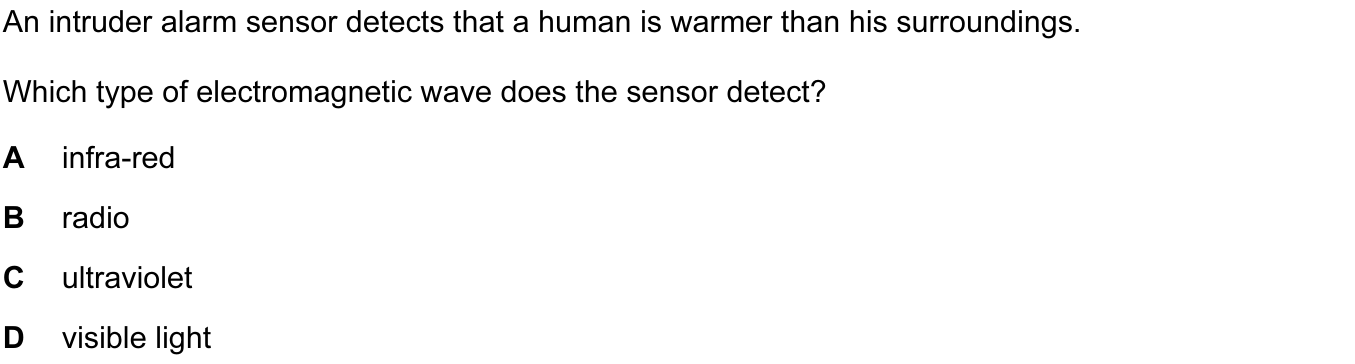 An intruder alarm sensor detects that a human is warmer than his surroundings.
Which type of electromagnetic wave does the sensor detect?
A infra-red
B radio
C ultraviolet
D visible light